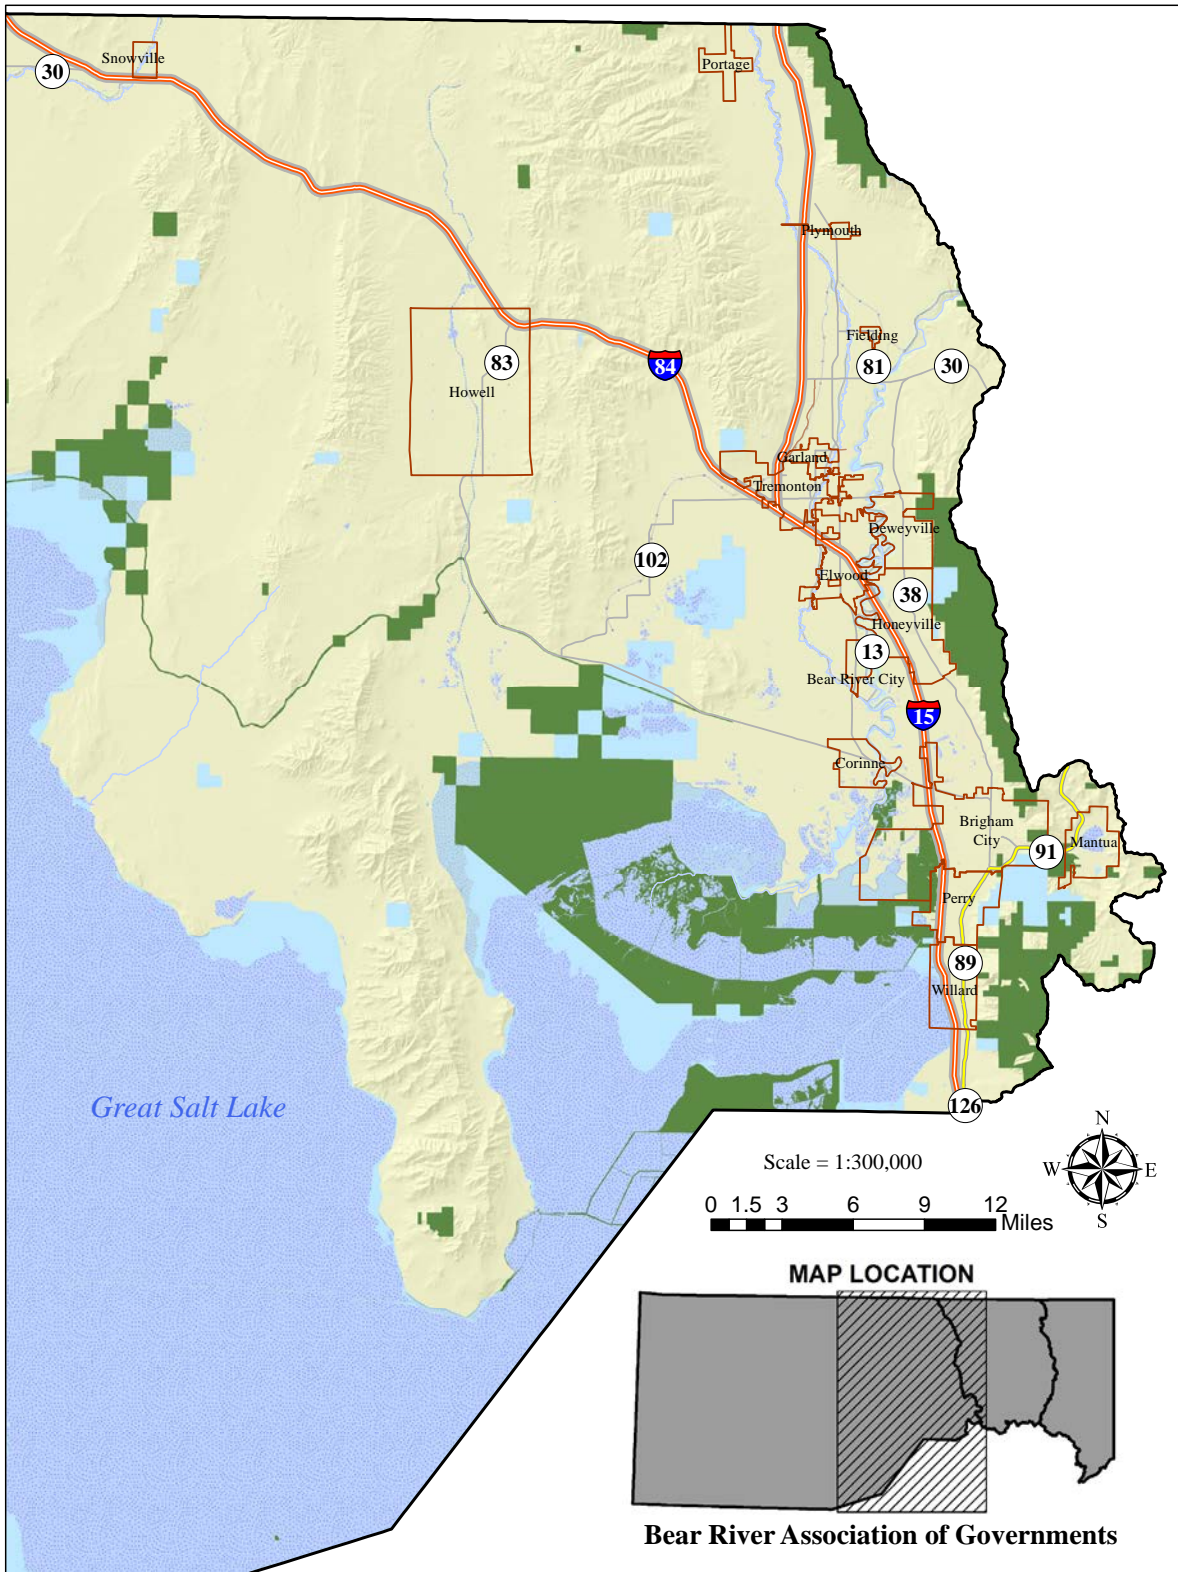 Snowville
30
Portage
Plymouth
Fielding
83
84
81
30
Howell
Garland
Tremonton
Deweyville
102
Elwood
38
Honeyville
13
Bear River City
15
Corinne
Brigham
City
Mantua
91
Perry
89
Willard
Great Salt Lake
126
N
W
E
S
Scale = 1:300,000
0 1.5 3 6 9 12
Miles
MAP LOCATION
Bear River Association of Governments